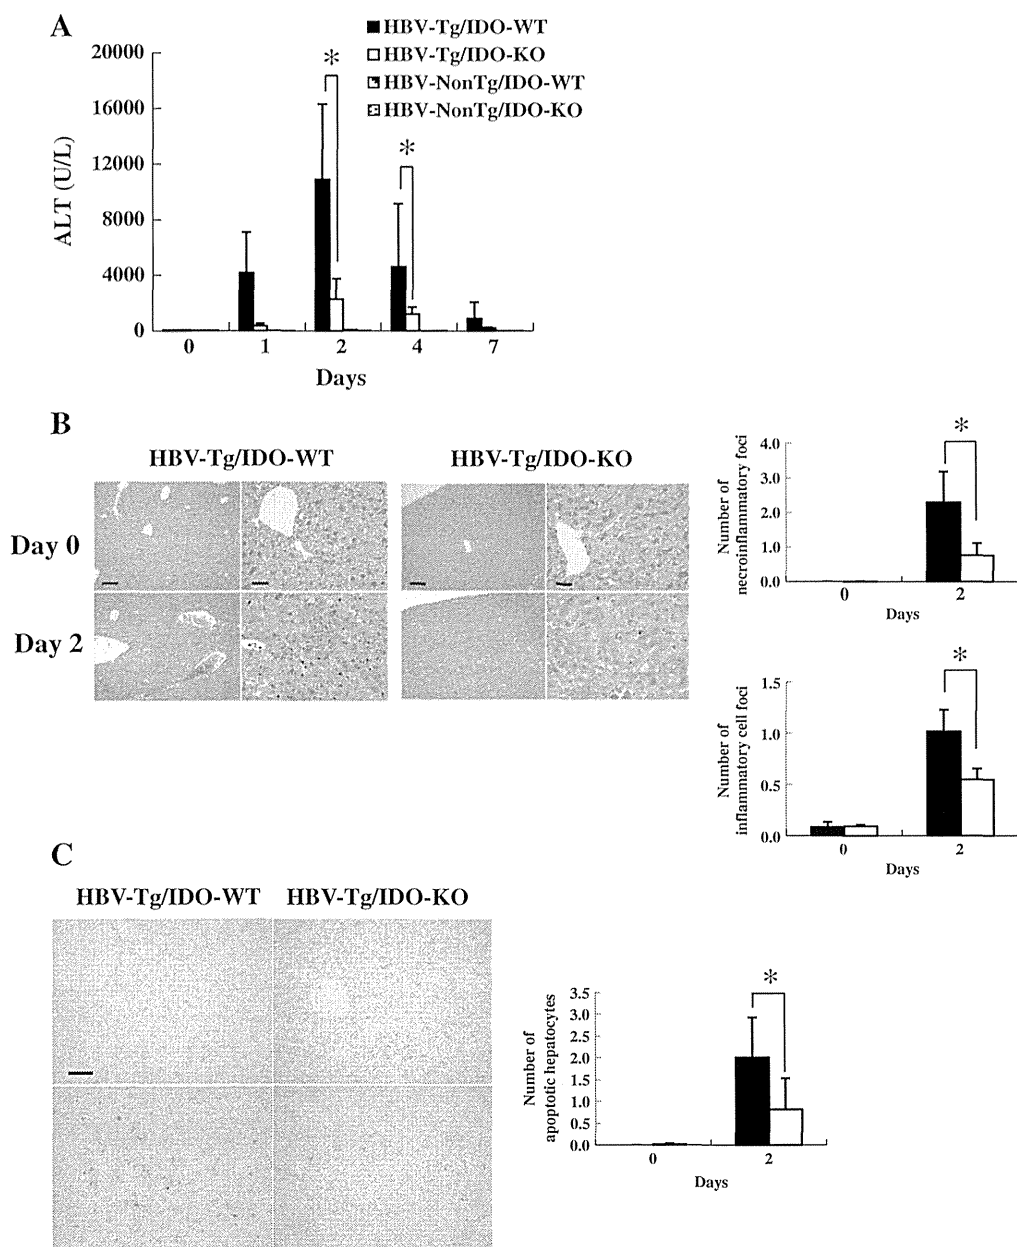 A
■HBV-Tg/IDO-WT
□HBV-Tg/IDO-KO
HBV-NonTg/IDO-WT
HBV-NonTg/IDO-KO
ALT (U/L)
20000
16000
12000
8000
4000
0
*
*
0 1 2 4 7
Days
B
HBV-Tg/IDO-WT HBV-Tg/IDO-KO
Day 0
Day 2
Number of
necroinflammatory foci
4.0
3.0
2.0
1.0
0.0
*
0 2
Days
Number of
inflammatory cell foci
1.5
1.0
0.5
0.0
*
0 2
Days
C
HBV-Tg/IDO-WT HBV-Tg/IDO-KO
Number of
apoptotic hepatocytes
3.5
3.0
2.5
2.0
1.5
1.0
0.5
0.0
*
0 2
Days